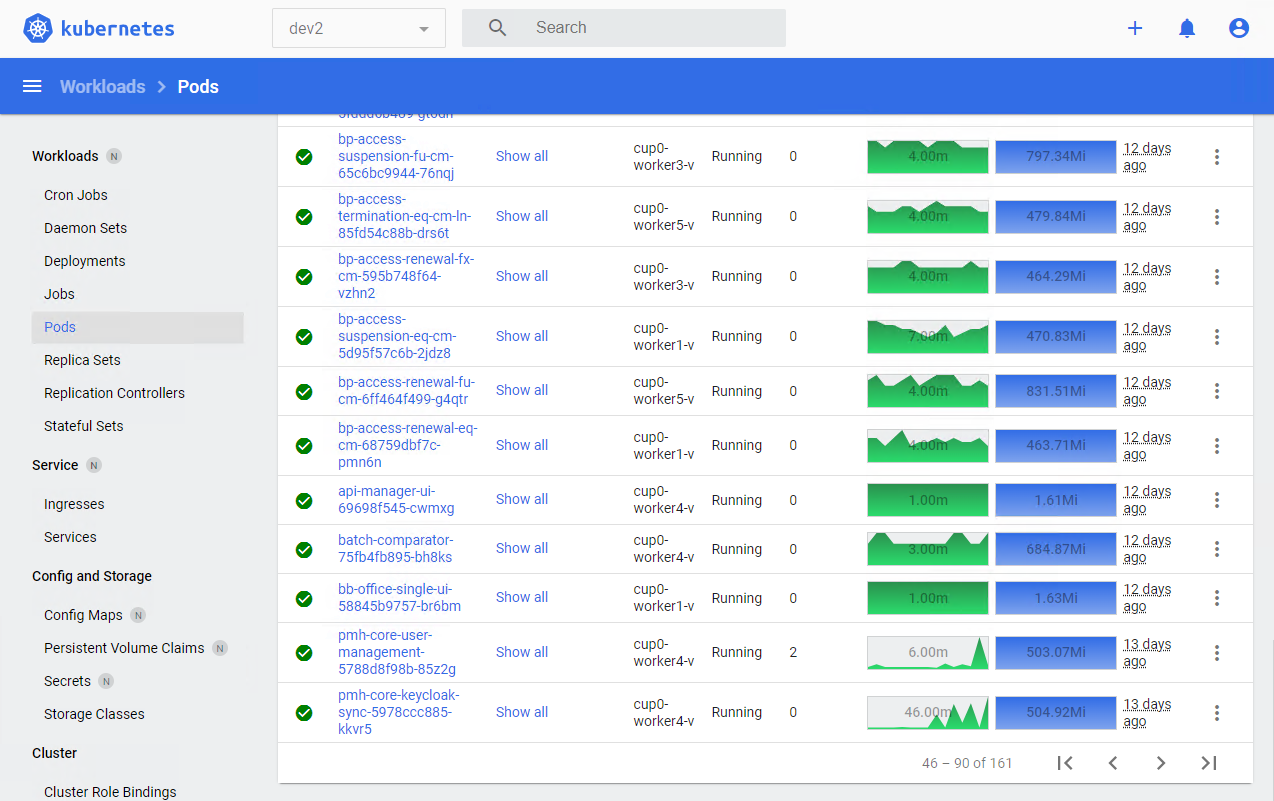 kubernetes
dev2
Search
Workloads
Pods
Workloads N
Cron Jobs
Daemon Sets
Deployments
Jobs
Pods
Replica Sets
Replication Controllers
Stateful Sets
Service N
Ingresses
Services
Config and Storage
Config Maps N
Persistent Volume Claims N
Secrets N
Storage Classes
Cluster
Cluster Role Bindings
bp-access-
suspension-fu-cm-
65c6bc9944-76nqj
Show all
cup0-
worker3-v
Running
0
4.00m
797.34Mi
12 days
ago
bp-access-
termination-eq-cm-ln-
85fd54c88b-drs6t
Show all
cup0-
worker5-v
Running
0
4.00m
479.84Mi
12 days
ago
bp-access-renewal-fx-
cm-595b748f64-
vzhn2
Show all
cup0-
worker3-v
Running
0
4.00m
464.29Mi
12 days
ago
bp-access-
suspension-eq-cm-
5d95f57c6b-2jdz8
Show all
cup0-
worker1-v
Running
0
7.00m
470.83Mi
12 days
ago
bp-access-renewal-fu-
cm-6ff464f499-g4qtr
Show all
cup0-
worker5-v
Running
0
4.00m
831.51Mi
12 days
ago
bp-access-renewal-eq-
cm-68759dbf7c-
pmn6n
Show all
cup0-
worker1-v
Running
0
4.00m
463.71Mi
12 days
ago
api-manager-ui-
69698f545-cwmxg
Show all
cup0-
worker4-v
Running
0
1.00m
1.61Mi
12 days
ago
batch-comparator-
75fb4fb895-bh8ks
Show all
cup0-
worker4-v
Running
0
3.00m
684.87Mi
12 days
ago
bb-office-single-ui-
58845b9757-br6bm
Show all
cup0-
worker1-v
Running
0
1.00m
1.63Mi
12 days
ago
pmh-core-user-
management-
5788d8f98b-85z2g
Show all
cup0-
worker4-v
Running
2
6.00m
503.07Mi
13 days
ago
pmh-core-keycloak-
sync-5978ccc885-
kkvr5
Show all
cup0-
worker4-v
Running
0
46.00m
504.92Mi
13 days
ago
46 – 90 of 161